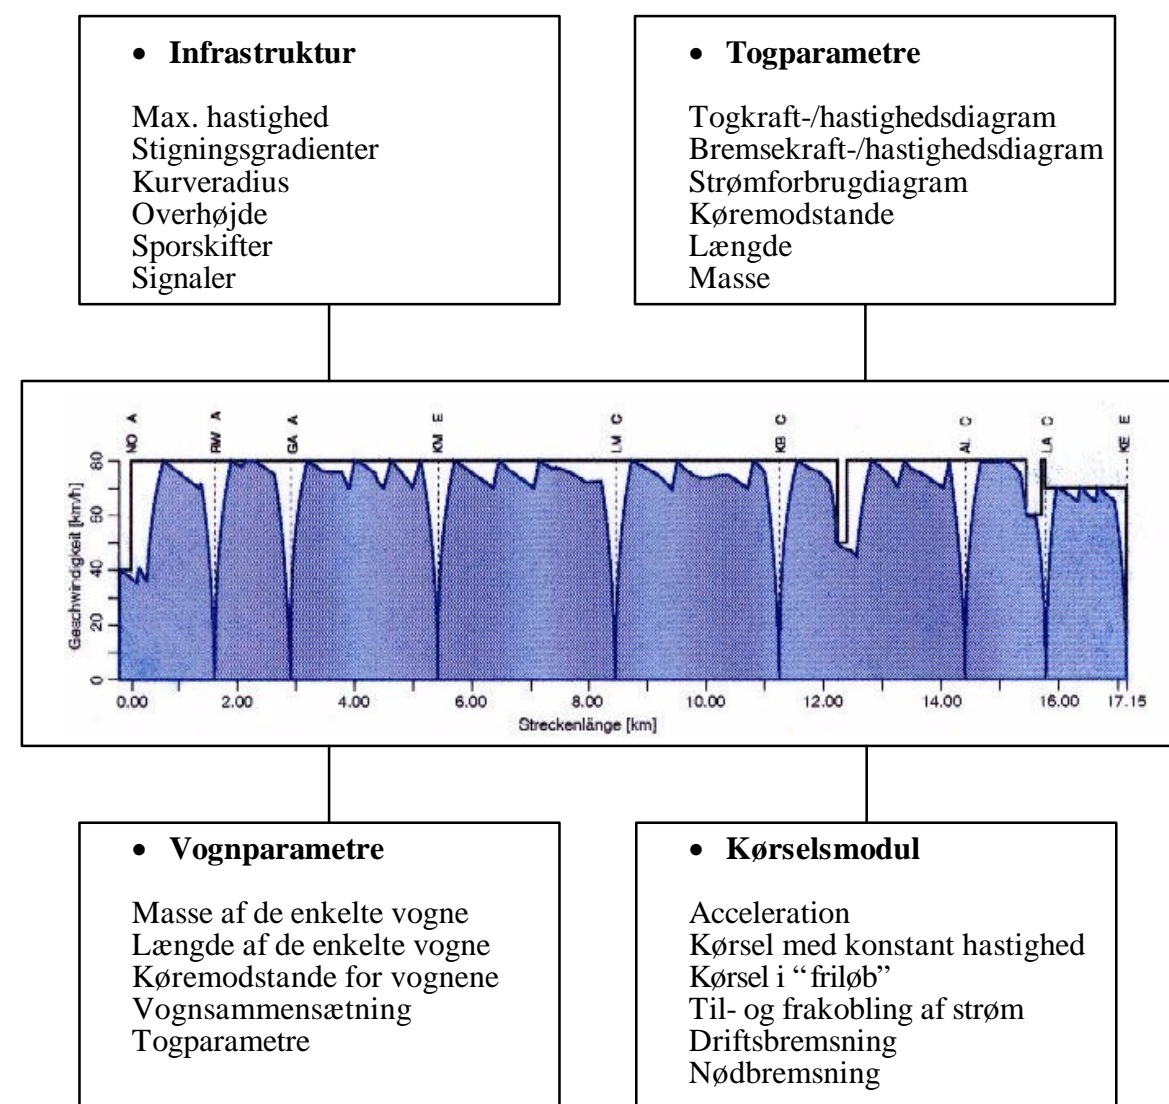 • Infrastruktur
Max. hastighed
Stigningsgradienter
Kurveradius
Overhøjde
Sporskifter
Signaler
• Togparametre
Togkraft-/hastighedsdiagram
Bremsekraft-/hastighedsdiagram
Strømforbrugdiagram
Køremodstande
Længde
Masse
NO A
RW A
GA A
KM E
LM C
KB C
AL C
LA C
KE E
Geschwindigkeit [km/h]
80
60
40
20
0
0.00 2.00 4.00 6.00 8.00 10.00 12.00 14.00 16.00 17.15
Streckenlänge [km]
• Vognparametre
Masse af de enkelte vogne
Længde af de enkelte vogne
Køremodstande for vognene
Vognsammensætning
Togparametre
• Kørselsmodul
Acceleration
Kørsel med konstant hastighed
Kørsel i “friløb”
Til- og frakobling af strøm
Driftsbremsning
Nødbremsning